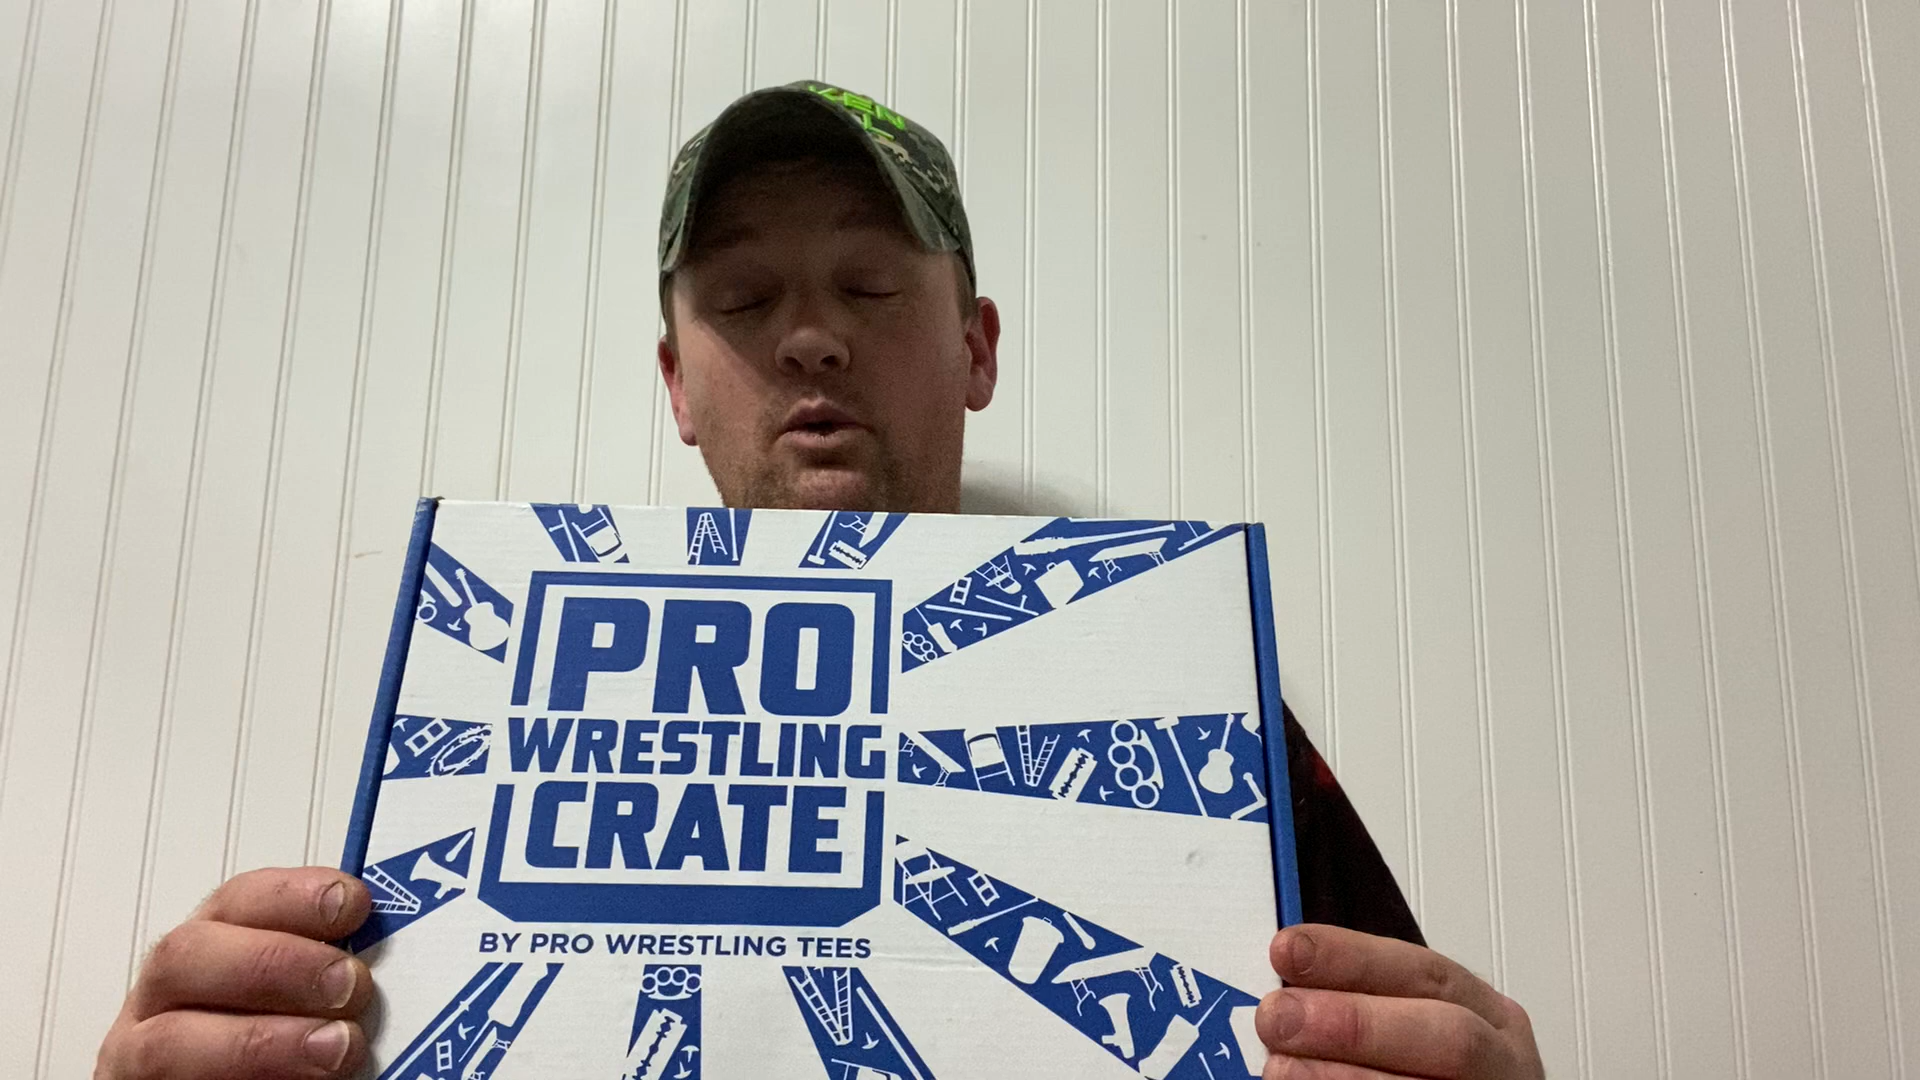 PRO
WRESTLING
CRATE
BY PRO WRESTLING TEES